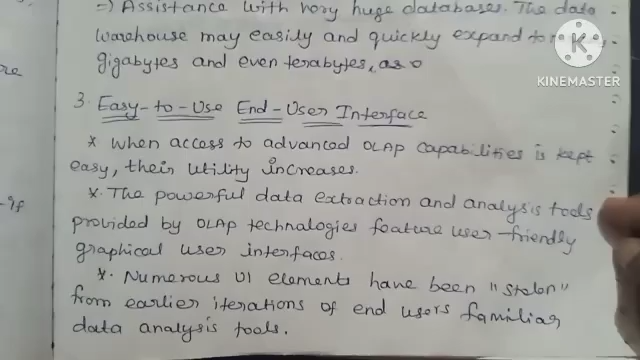 =) Assistance with very huge databases. The data
warehouse may easily and quickly expand to
gigabytes and even terabytes, as o
3. Easy-to-Use End-User Interface
* When access to advanced OLAP capabilities is kept
easy, their utility increases.
*. The powerful data extraction and analysis tools
provided by OLAP technologies feature user-friendly
graphical user interfaces.
*. Numerous UI elements have been "stolen"
from earlier iterations of end users familiar
data analysis tools.
KINEMASTER